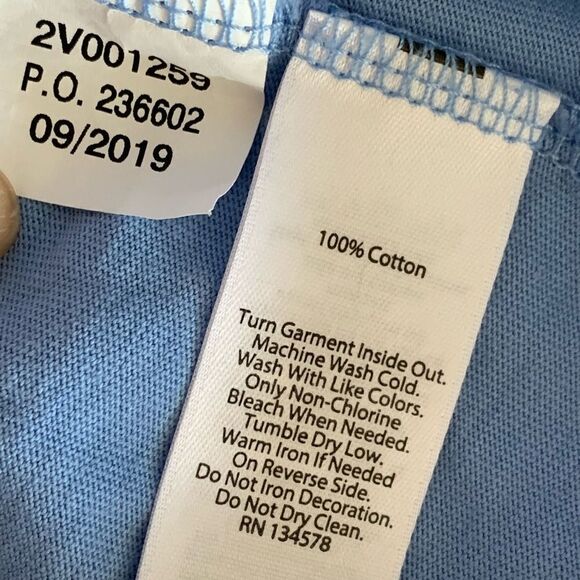 2V001259
P.O. 236602
09/2019
100% Cotton
Turn Garment Inside Out.
Machine Wash Cold.
Wash With Like Colors.
Only Non-Chlorine
Bleach When Needed.
Tumble Dry Low.
Warm Iron If Needed
On Reverse Side.
Do Not Iron Decoration.
Do Not Dry Clean.
RN 134578